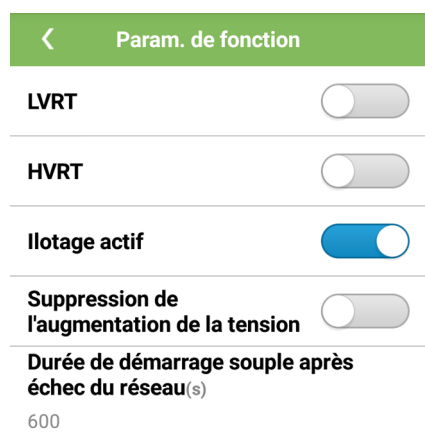 Param. de fonction
LVRT
HVRT
Ilotage actif
Suppression de
l'augmentation de la tension
Durée de démarrage souple après
échec du réseau(s)
600